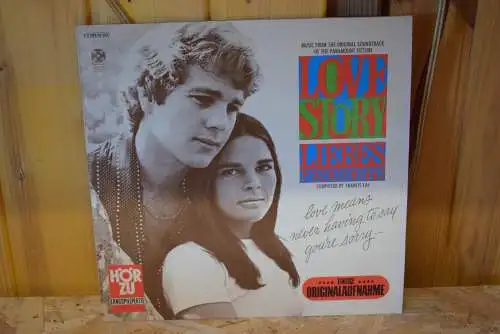 MUSIC FROM THE ORIGINAL SOUNDTRACK
OF THE PARAMOUNT PICTURE
LOVE
STORY
LIEBES
COMPOSED BY FRANCIS LAI
love means
never having to say
you're sorry
HÖR
ZU
EINZIGE
ORIGINALAUFNAHME